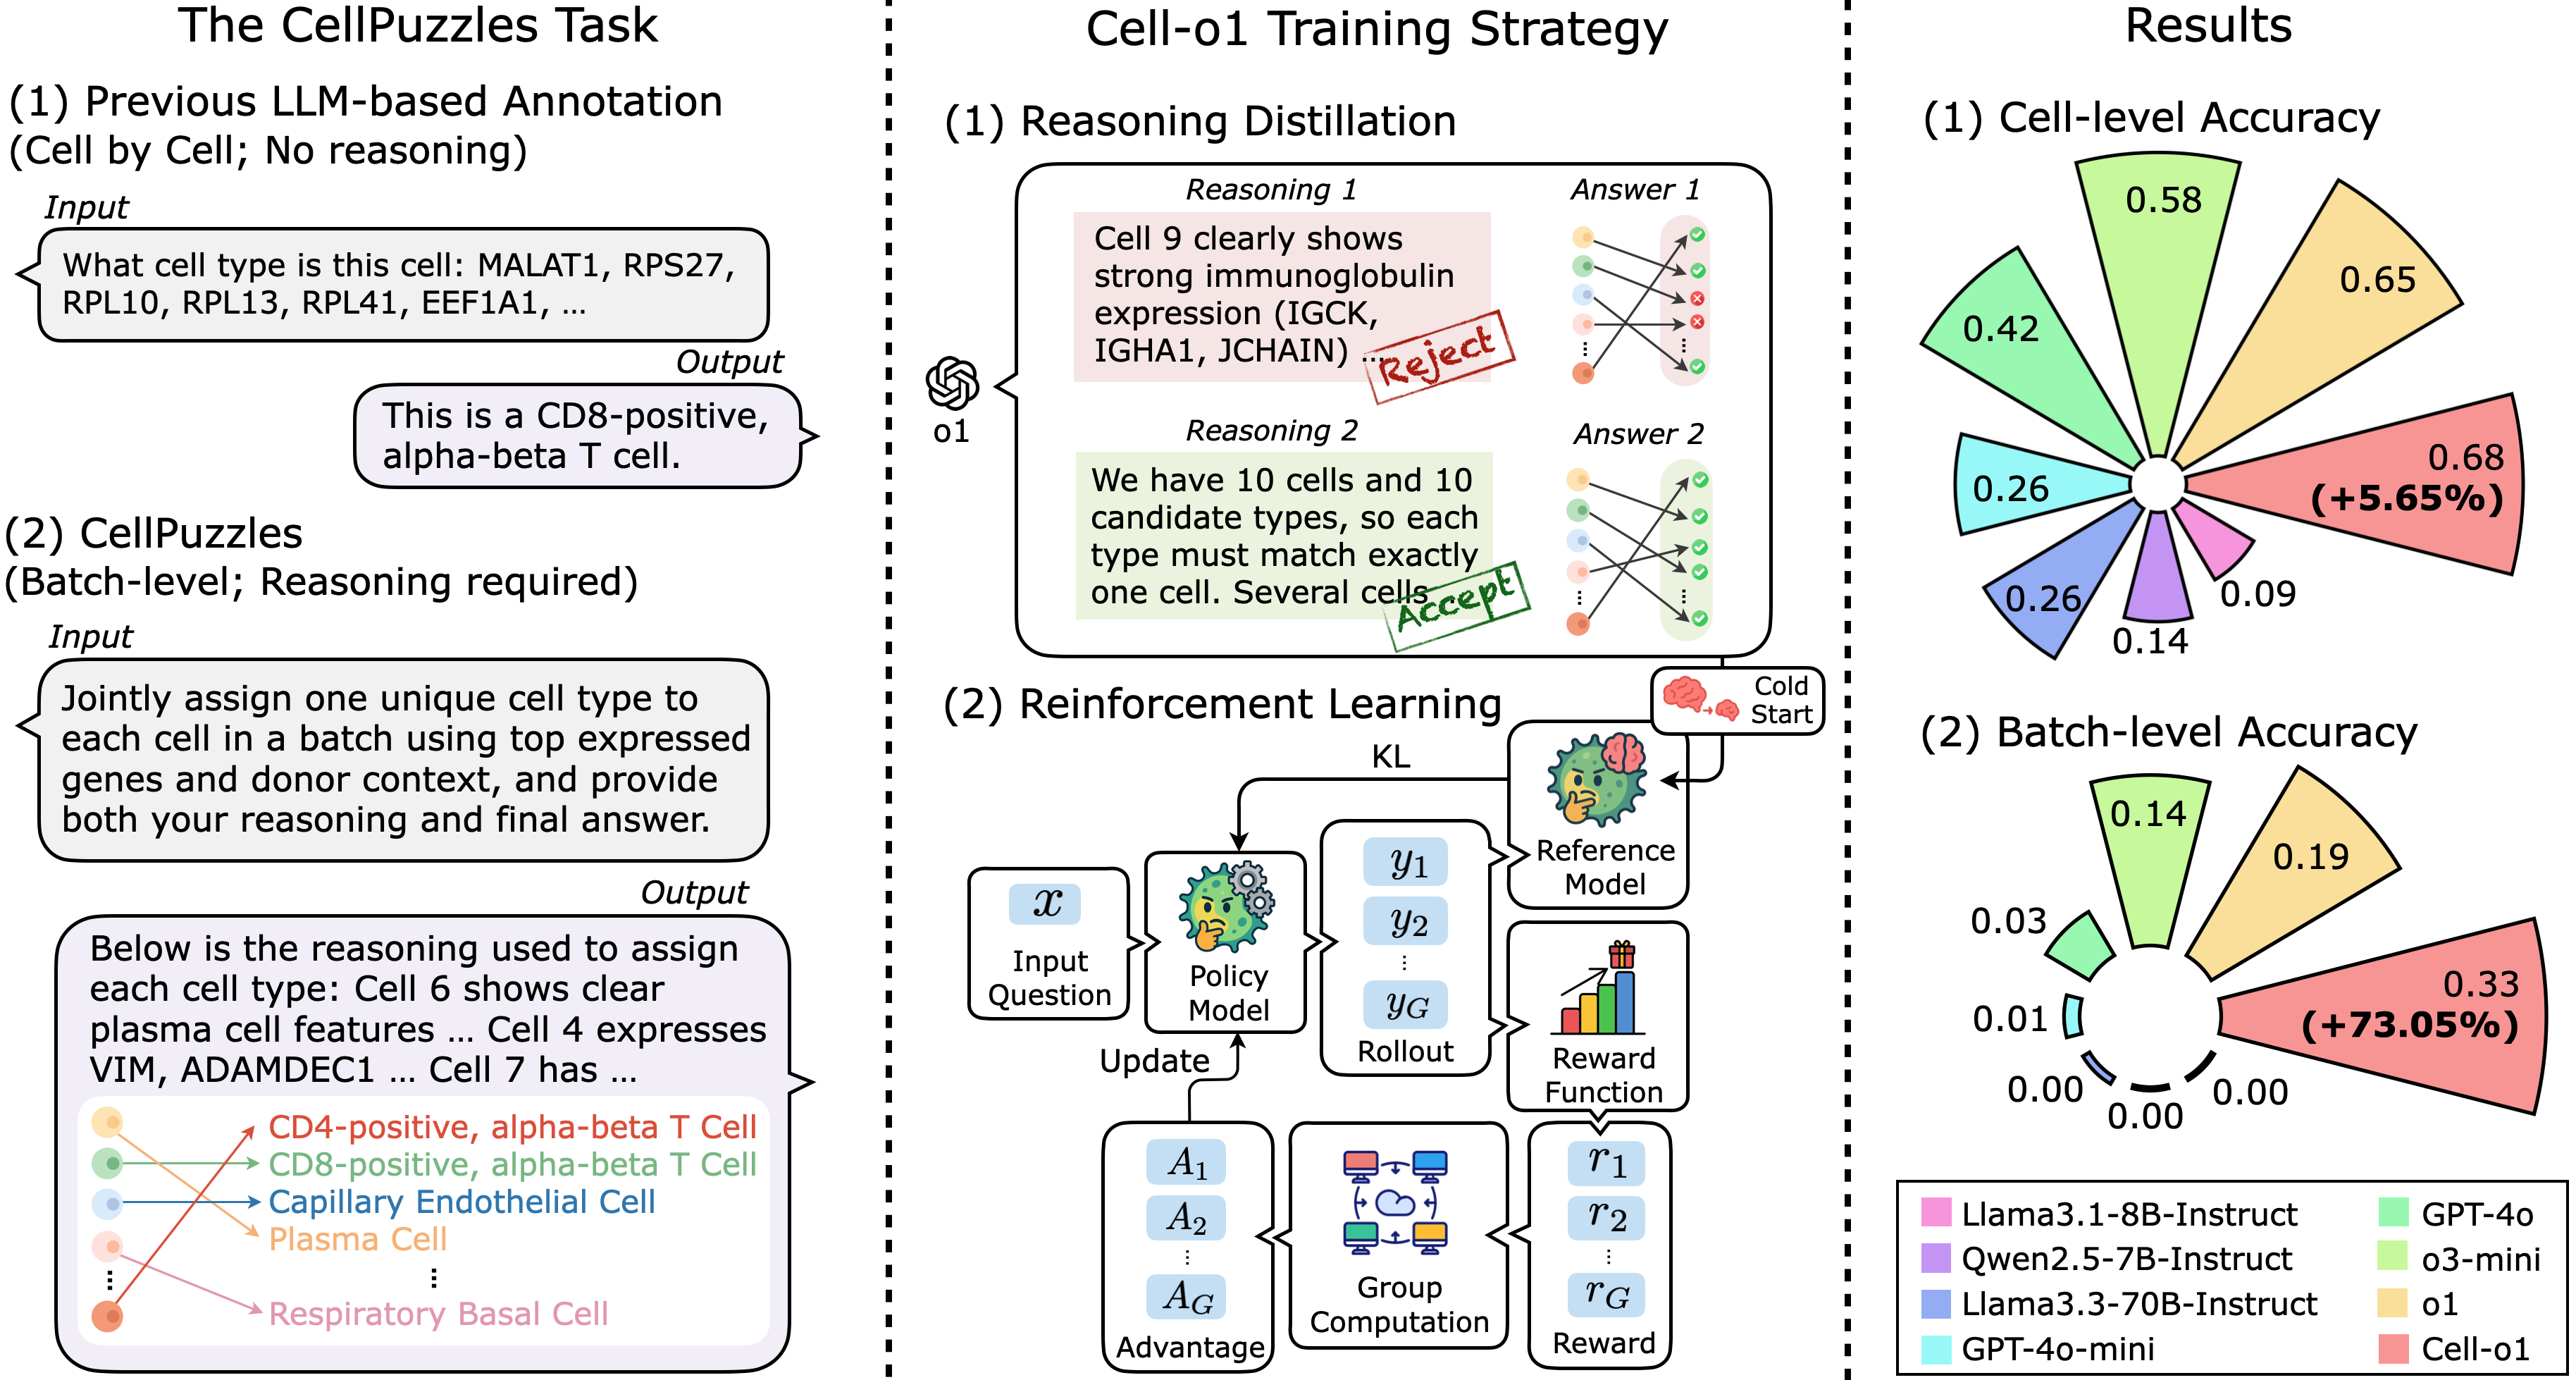 The CellPuzzles Task
(1) Previous LLM-based Annotation
(Cell by Cell; No reasoning)
Input
What cell type is this cell: MALAT1, RPS27,
RPL10, RPL13, RPL41, EEF1A1, ...
Output
This is a CD8-positive,
alpha-beta T cell.
(2) CellPuzzles
(Batch-level; Reasoning required)
Input
Jointly assign one unique cell type to
each cell in a batch using top expressed
genes and donor context, and provide
both your reasoning and final answer.
Output
Below is the reasoning used to assign
each cell type: Cell 6 shows clear
plasma cell features ... Cell 4 expresses
VIM, ADAMDEC1 ... Cell 7 has ...
CD4-positive, alpha-beta T Cell
CD8-positive, alpha-beta T Cell
Capillary Endothelial Cell
Plasma Cell
⋮ ⋮
Respiratory Basal Cell
Cell-o1 Training Strategy
(1) Reasoning Distillation
o1
Reasoning 1
Cell 9 clearly shows
strong immunoglobulin
expression (IGCK,
IGHA1, JCHAIN) ...
Reject
Answer 1
⋮ ⋮
Reasoning 2
We have 10 cells and 10
candidate types, so each
type must match exactly
one cell. Several cells
Accept
Answer 2
⋮ ⋮
Cold
Start
(2) Reinforcement Learning
KL
x
Input
Question
Policy
Model
y1
y2
⋮
yG
Rollout
Reference
Model
Reward
Function
Update
A1
A2
⋮
AG
Advantage
Group
Computation
r1
r2
⋮
rG
Reward
Results
(1) Cell-level Accuracy
0.58
0.65
0.42
0.68
(+5.65%)
0.26
0.26
0.14
0.09
(2) Batch-level Accuracy
0.14
0.19
0.03
0.33
(+73.05%)
0.01
0.00
0.00
0.00
Llama3.1-8B-Instruct
Qwen2.5-7B-Instruct
Llama3.3-70B-Instruct
GPT-4o-mini
GPT-4o
o3-mini
o1
Cell-o1